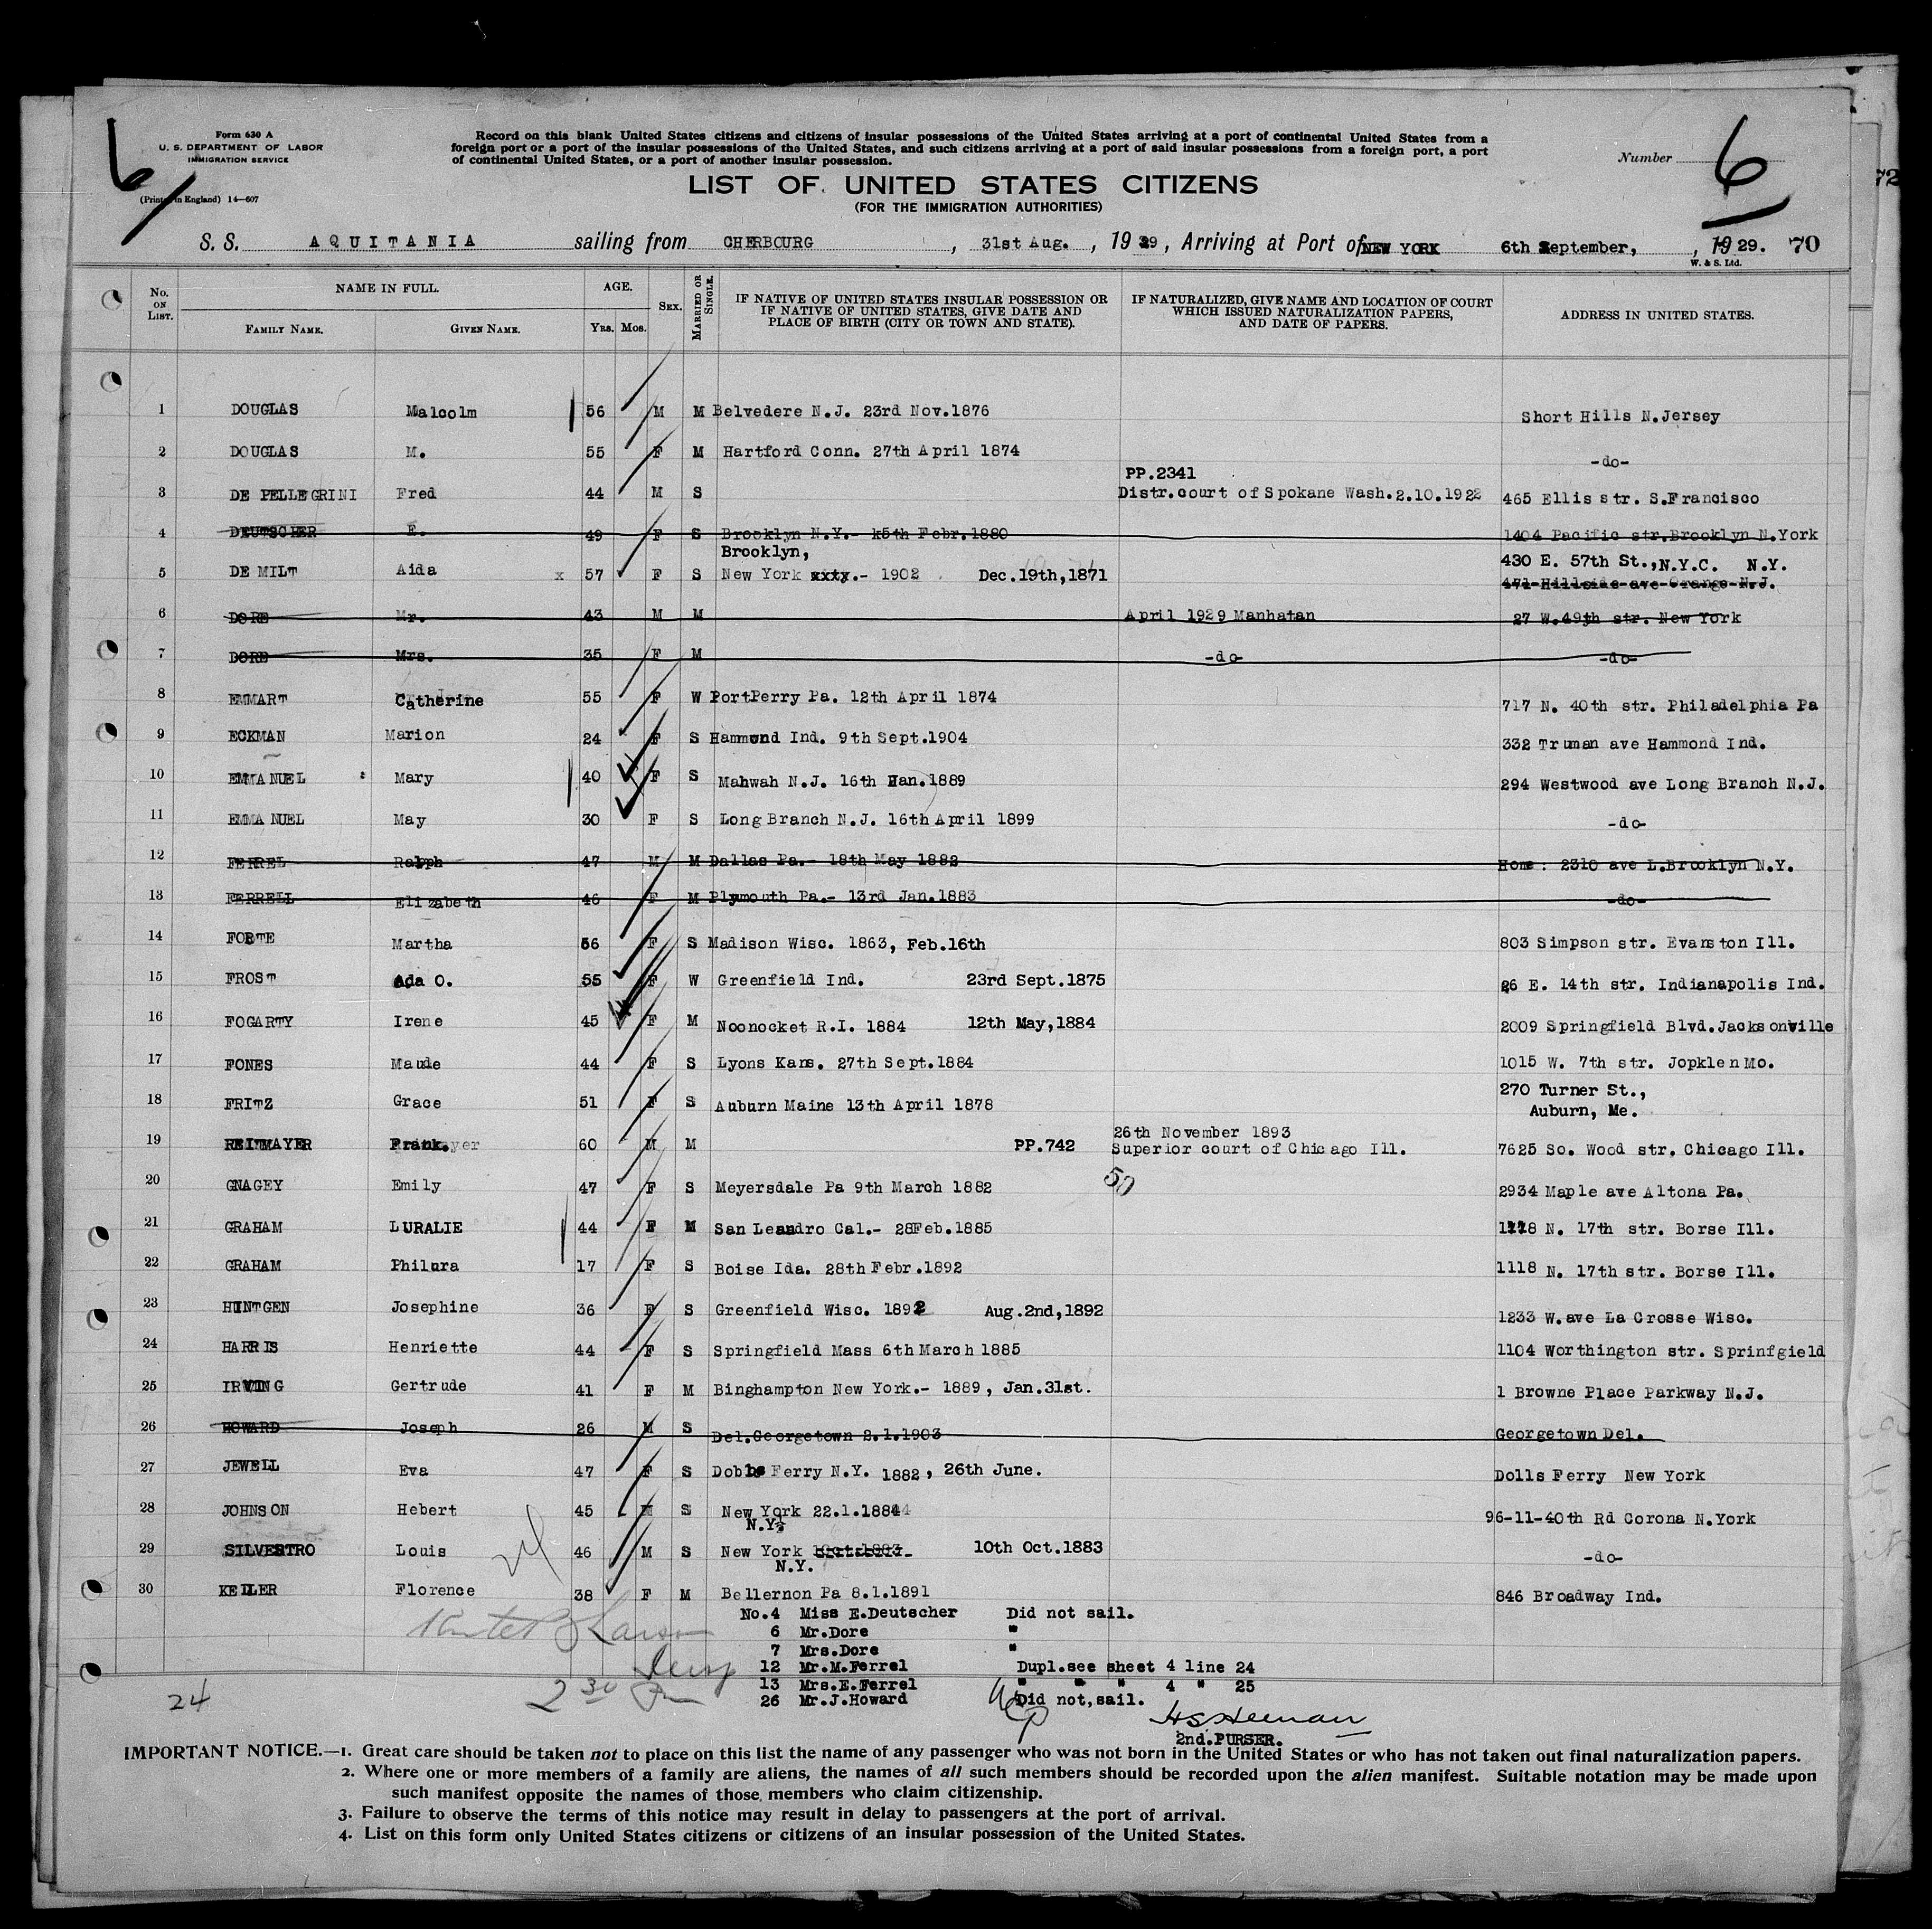 6
Form 630 A
U. S. DEPARTMENT OF LABOR
IMMIGRATION SERVICE
(Printed in England) 14—607
Record on this blank United States citizens and citizens of insular possessions of the United States arriving at a port of continental United States from a
foreign port or a port of the insular possessions of the United States, and such citizens arriving at a port of said insular possessions from a foreign port, a port
of continental United States, or a port of another insular possession.
Number 6
LIST OF UNITED STATES CITIZENS
(FOR THE IMMIGRATION AUTHORITIES)
S. S. AQUITANIA sailing from CHERBOURG, 31st Aug., 1929, Arriving at Port of NEW YORK 6th September, 1929. 70
W. & S. Ltd.
No. ON LIST. NAME IN FULL. FAMILY NAME. GIVEN NAME. AGE. Yrs. Mos. SEX. MARRIED OR SINGLE. IF NATIVE OF UNITED STATES INSULAR POSSESSION OR IF NATIVE OF UNITED STATES, GIVE DATE AND PLACE OF BIRTH (CITY OR TOWN AND STATE). IF NATURALIZED, GIVE NAME AND LOCATION OF COURT WHICH ISSUED NATURALIZATION PAPERS, AND DATE OF PAPERS. ADDRESS IN UNITED STATES.
1 DOUGLAS Malcolm 56 M M Belvedere N.J. 23rd Nov.1876 Short Hills N.Jersey
2 DOUGLAS M. 55 F M Hartford Conn. 27th April 1874 -do-
PP.2341
3 DE PELLEGRINI Fred 44 M S Distr.court of Spokane Wash.2.10.1922 465 Ellis str. S.Francisco
4 DEUTSCHER E. 49 F S Brooklyn N.Y.- k5th Febr.1880 1404 Pacific str.Brooklyn N.York
Brooklyn, 430 E. 57th St.,N.Y.C. N.Y.
5 DE MILT Aida x 57 F S New York xxty.- 1902 Dec.19th,1871 471 Hillside ave Orange N.J.
6 DORE Mr. 43 M M April 1929 Manhatan 27 W.49th str. New York
7 DORE Mrs. 35 F M -do- -do-
8 EMMART Catherine 55 F W PortPerry Pa. 12th April 1874 717 N. 40th str. Philadelphia Pa
9 ECKMAN Marion 24 F S Hammond Ind. 9th Sept.1904 332 Truman ave Hammond Ind.
10 EMMANUEL Mary 40 F S Mahwah N.J. 16th Jan.1889 294 Westwood ave Long Branch N.J.
11 EMMANUEL May 30 F S Long Branch N.J. 16th April 1899 -do-
12 FERREL Ralph 47 M M Dallas Pa.- 18th May 1882 Home: 2310 ave L.Brooklyn N.Y.
13 FERRELL Elizabeth 46 F M Plymouth Pa.- 13rd Jan.1883 -do-
14 FORTE Martha 66 F S Madison Wisc. 1863, Feb.16th 803 Simpson str. Evanston Ill.
15 FROST Ada O. 55 F W Greenfield Ind. 23rd Sept.1875 26 E. 14th str. Indianapolis Ind.
16 FOGARTY Irene 45 F M Noonocket R.I. 1884 12th May,1884 2009 Springfield Blvd.Jacksonville
17 FONES Maude 44 F S Lyons Kans. 27th Sept.1884 1015 W. 7th str. Jopklen Mo.
18 FRITZ Grace 51 F S Auburn Maine 13th April 1878 270 Turner St.,
Auburn, Me.
26th November 1893
19 REITMAYER Frank. 60 M M PP.742 Superior court of Chicago Ill. 7625 So. Wood str. Chicago Ill.
50
20 GNAGEY Emily 47 F S Meyersdale Pa 9th March 1882 2934 Maple ave Altona Pa.
21 GRAHAM LURALIE 44 F M San Leandro Cal.- 28Feb.1885 1118 N. 17th str. Borse Ill.
22 GRAHAM Philura 17 F S Boise Ida. 28th Febr.1892 1118 N. 17th str. Borse Ill.
23 HUNTGEN Josephine 36 F S Greenfield Wisc. 1892 Aug.2nd,1892 1233 W.ave La Crosse Wisc.
24 HARRIS Henriette 44 F S Springfield Mass 6th March 1885 1104 Worthington str. Sprinfgield
25 IRVING Gertrude 41 F M Binghampton New York.- 1889, Jan.31st. 1 Browne Place Parkway N.J.
26 HOWARD Joseph 26 M S Del.Georgetown 2.1.1903 Georgetown Del.
27 JEWELL Eva 47 F S Dobbs Ferry N.Y. 1882, 26th June. Dolls Ferry New York
28 JOHNSON Hebert 45 M S New York 22.1.1884 96-11-40th Rd Corona N.York
N.Y.
29 SILVESTRO Louis 46 M S New York 1Oct.1883 10th Oct.1883 -do-
N.Y.
30 KELLER Florence 38 F M Bellernon Pa 8.1.1891 846 Broadway Ind.
No.4 Miss E.Deutscher Did not sail.
6 Mr.Dore "
7 Mrs.Dore "
12 Mr.M.Ferrel Dupl.see sheet 4 line 24
13 Mrs.E.Ferrel " " " 4 " 25
26 Mr.J.Howard Did not,sail.
24
2 30
2nd.PURSER.
IMPORTANT NOTICE.—1. Great care should be taken not to place on this list the name of any passenger who was not born in the United States or who has not taken out final naturalization papers.
2. Where one or more members of a family are aliens, the names of all such members should be recorded upon the alien manifest. Suitable notation may be made upon
such manifest opposite the names of those members who claim citizenship.
3. Failure to observe the terms of this notice may result in delay to passengers at the port of arrival.
4. List on this form only United States citizens or citizens of an insular possession of the United States.